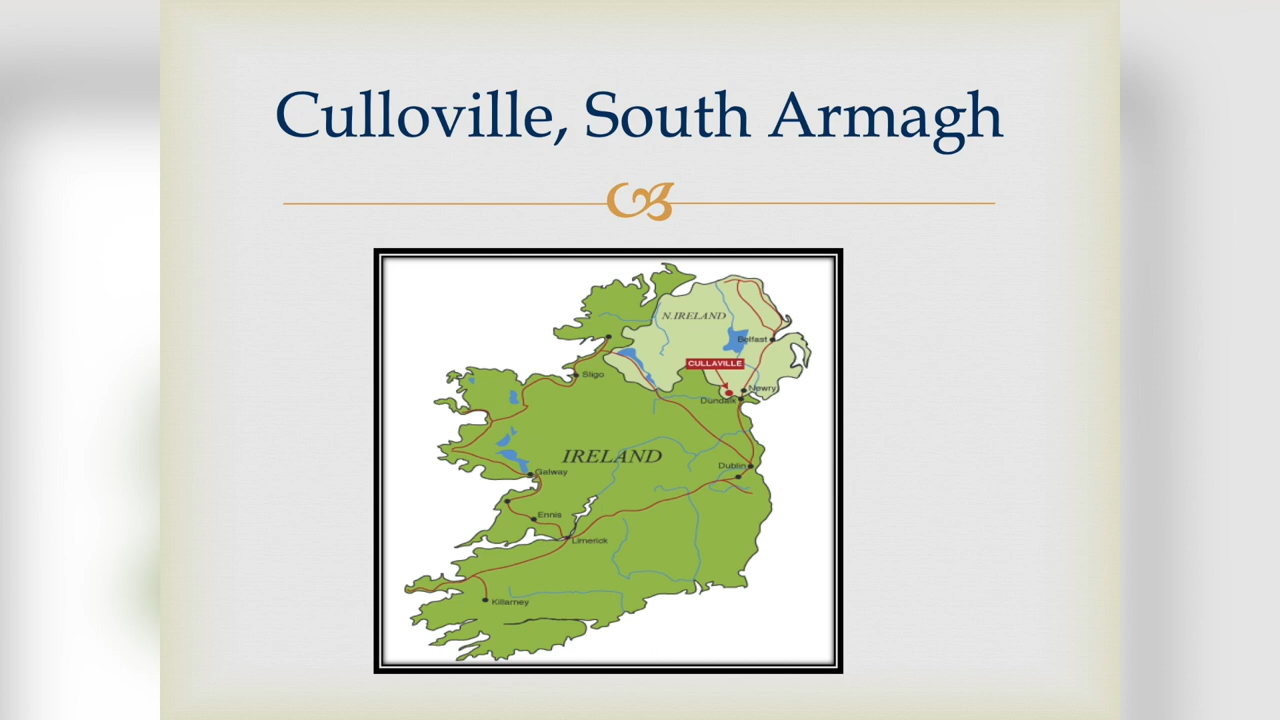 Culloville, South Armagh
N.IRELAND
Belfast
CULLAVILLE
Sligo
Newry
Dundalk
IRELAND
Dublin
Galway
Ennis
Limerick
Killarney